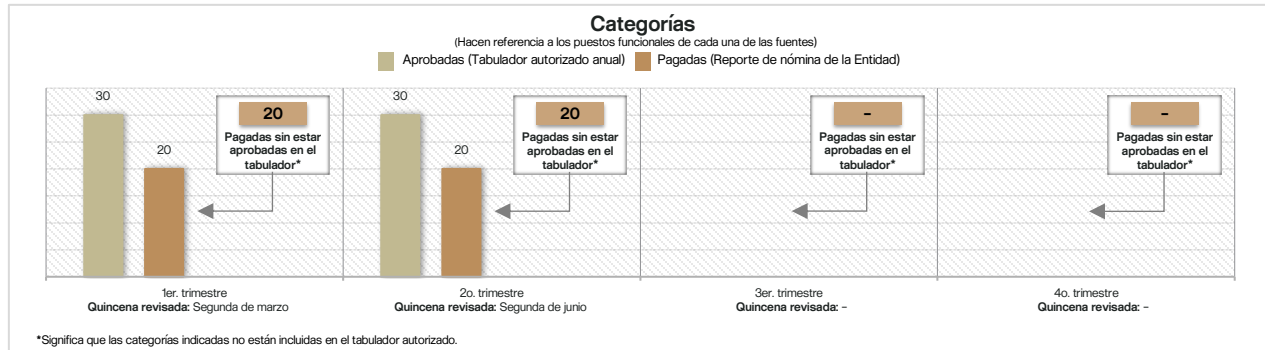 Categorías
(Hacen referencia a los puestos funcionales de cada una de las fuentes)
Aprobadas (Tabulador autorizado anual) Pagadas (Reporte de nómina de la Entidad)
30
20
20
Pagadas sin estar
aprobadas en el
tabulador*
30
20
20
Pagadas sin estar
aprobadas en el
tabulador*
-
Pagadas sin estar
aprobadas en el
tabulador*
-
Pagadas sin estar
aprobadas en el
tabulador*
1er. trimestre
Quincena revisada: Segunda de marzo
2o. trimestre
Quincena revisada: Segunda de junio
3er. trimestre
Quincena revisada: -
4o. trimestre
Quincena revisada: -
*Significa que las categorías indicadas no están incluidas en el tabulador autorizado.